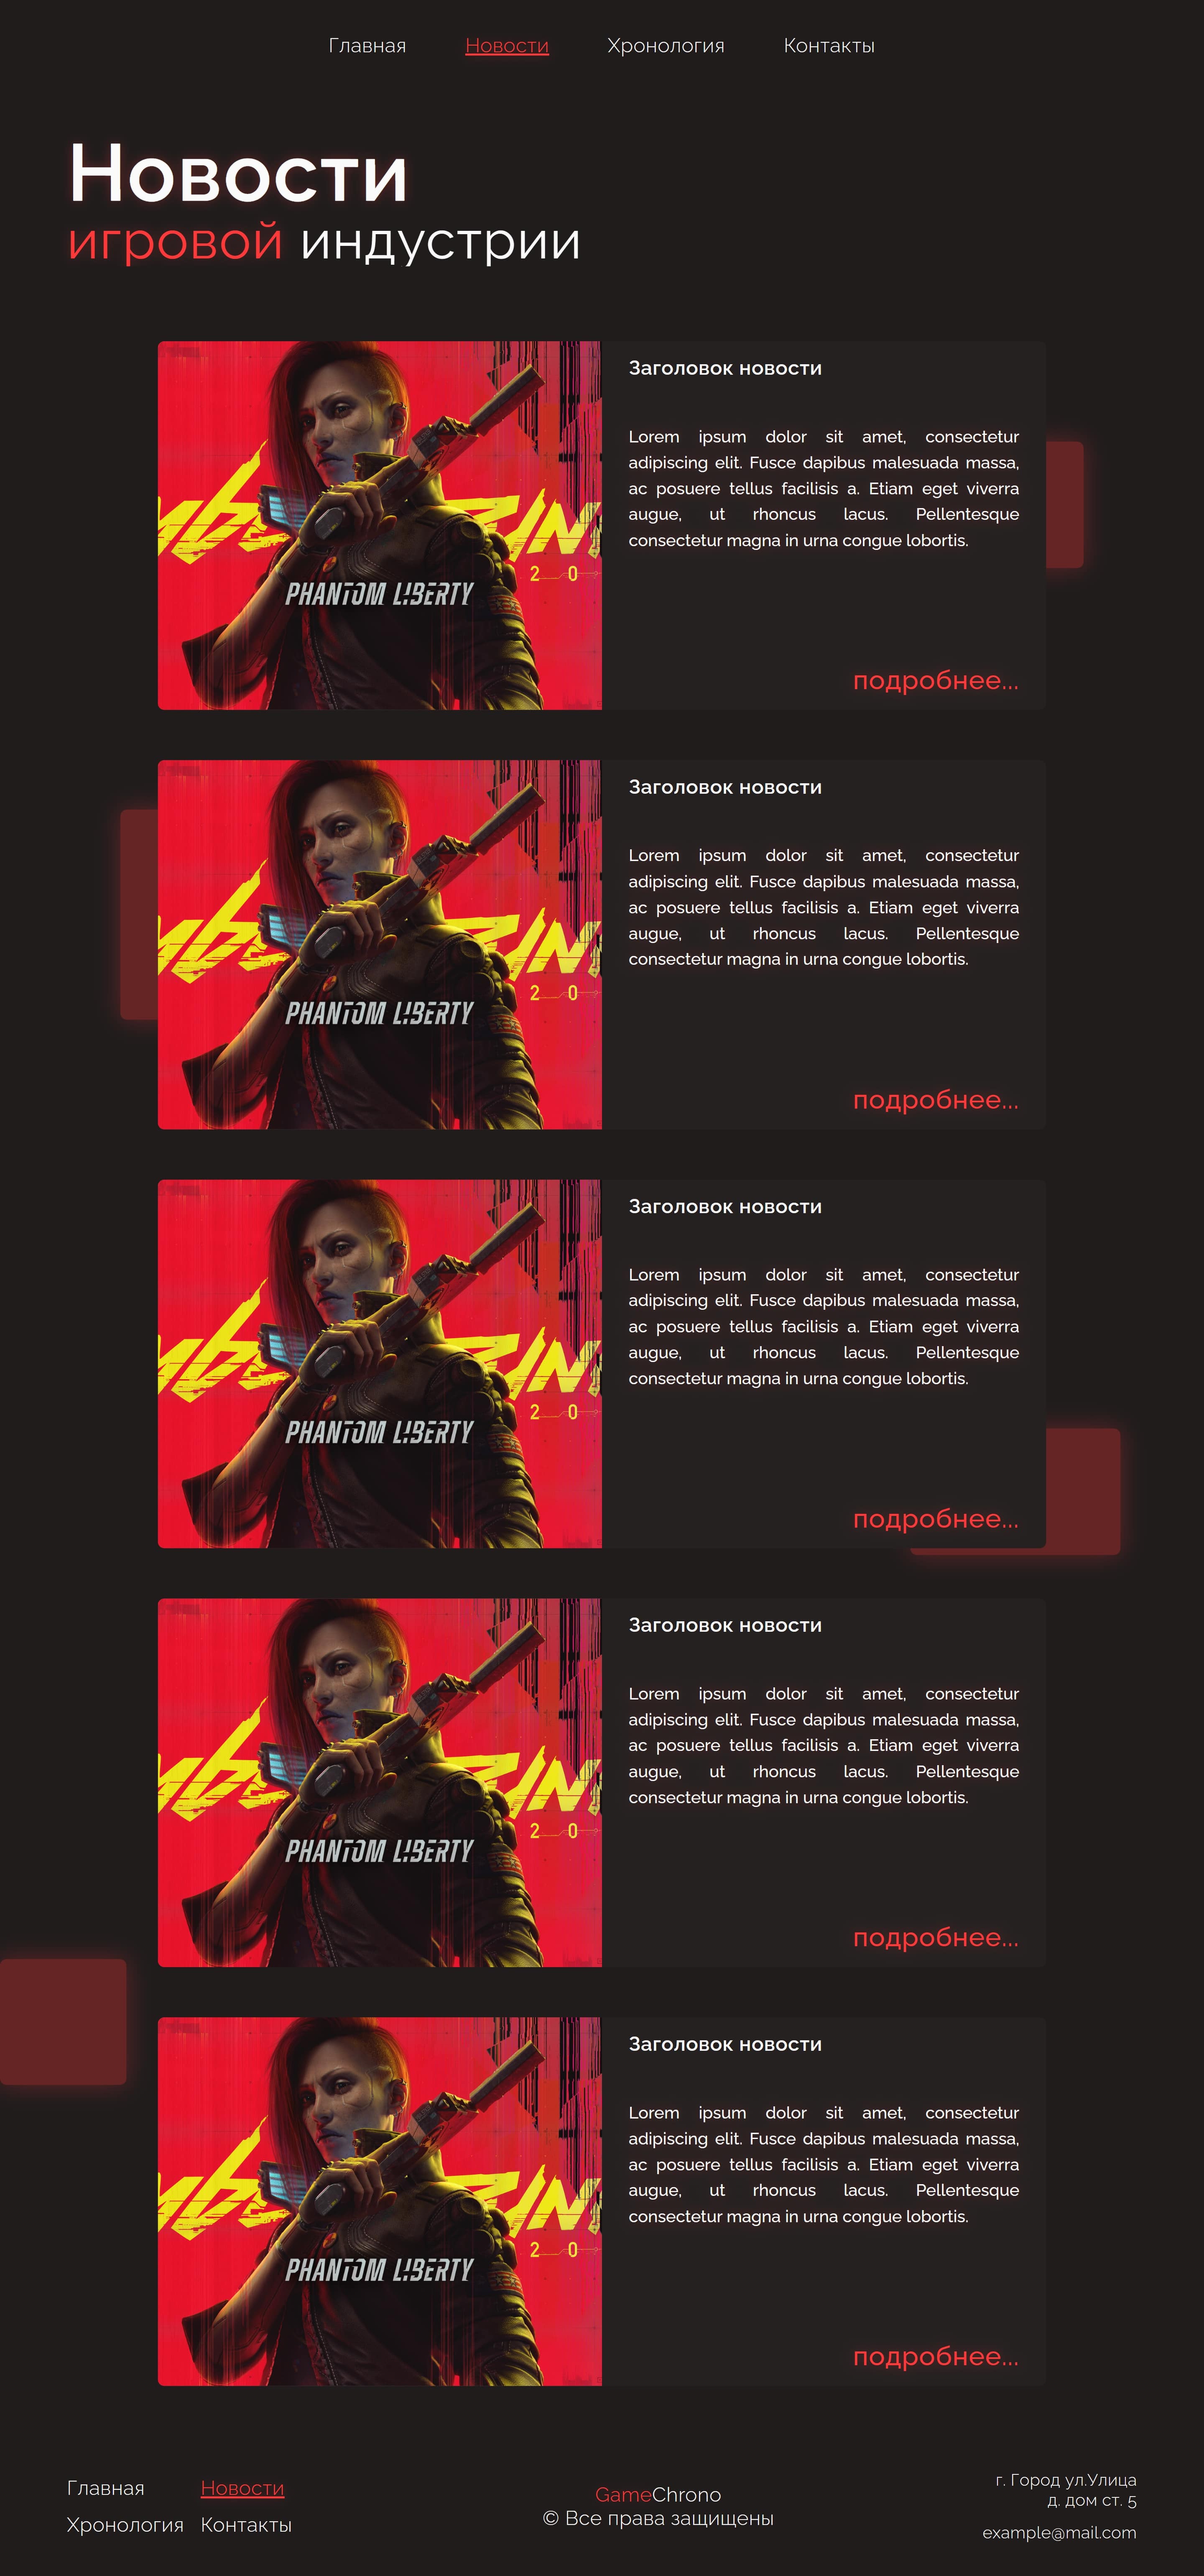 Главная Новости Хронология Контакты
Новости
игровой индустрии
Заголовок новости
Lorem ipsum dolor sit amet, consectetur
adipiscing elit. Fusce dapibus malesuada massa,
ac posuere tellus facilisis a. Etiam eget viverra
augue, ut rhoncus lacus. Pellentesque
consectetur magna in urna congue lobortis.
2 0
PHANTOM LIBERTY
подробнее...
Заголовок новости
Lorem ipsum dolor sit amet, consectetur
adipiscing elit. Fusce dapibus malesuada massa,
ac posuere tellus facilisis a. Etiam eget viverra
augue, ut rhoncus lacus. Pellentesque
consectetur magna in urna congue lobortis.
2 0
PHANTOM LIBERTY
подробнее...
Заголовок новости
Lorem ipsum dolor sit amet, consectetur
adipiscing elit. Fusce dapibus malesuada massa,
ac posuere tellus facilisis a. Etiam eget viverra
augue, ut rhoncus lacus. Pellentesque
consectetur magna in urna congue lobortis.
2 0
PHANTOM LIBERTY
подробнее...
Заголовок новости
Lorem ipsum dolor sit amet, consectetur
adipiscing elit. Fusce dapibus malesuada massa,
ac posuere tellus facilisis a. Etiam eget viverra
augue, ut rhoncus lacus. Pellentesque
consectetur magna in urna congue lobortis.
2 0
PHANTOM LIBERTY
подробнее...
Заголовок новости
Lorem ipsum dolor sit amet, consectetur
adipiscing elit. Fusce dapibus malesuada massa,
ac posuere tellus facilisis a. Etiam eget viverra
augue, ut rhoncus lacus. Pellentesque
consectetur magna in urna congue lobortis.
2 0
PHANTOM LIBERTY
подробнее...
Главная Новости
Хронология Контакты
GameChrono
© Все права защищены
г. Город ул.Улица
д. дом ст. 5
example@mail.com